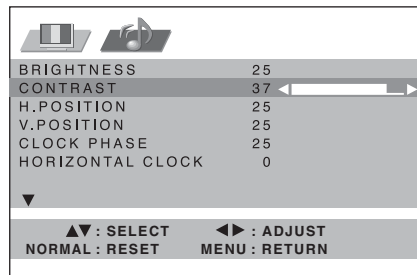 BRIGHTNESS 25
CONTRAST 37
H.POSITION 25
V.POSITION 25
CLOCK PHASE 25
HORIZONTAL CLOCK 0
▼
▲▼ : SELECT ◀▶ : ADJUST
NORMAL : RESET MENU : RETURN